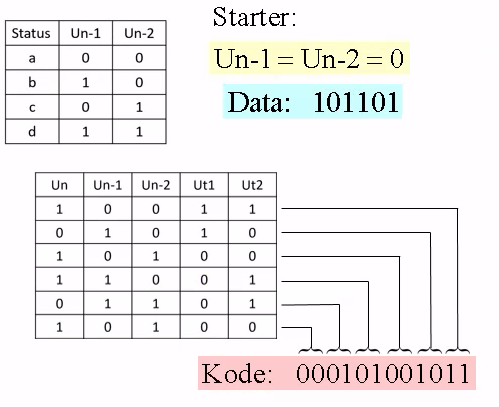 Starter:
Un-1 = Un-2 = 0
Data: 101101
Status Un-1 Un-2
a 0 0
b 1 0
c 0 1
d 1 1
Un Un-1 Un-2 Ut1 Ut2
1 0 0 1 1
0 1 0 1 0
1 0 1 0 0
1 1 0 0 1
0 1 1 0 1
1 0 1 0 0
Kode: 000101001011